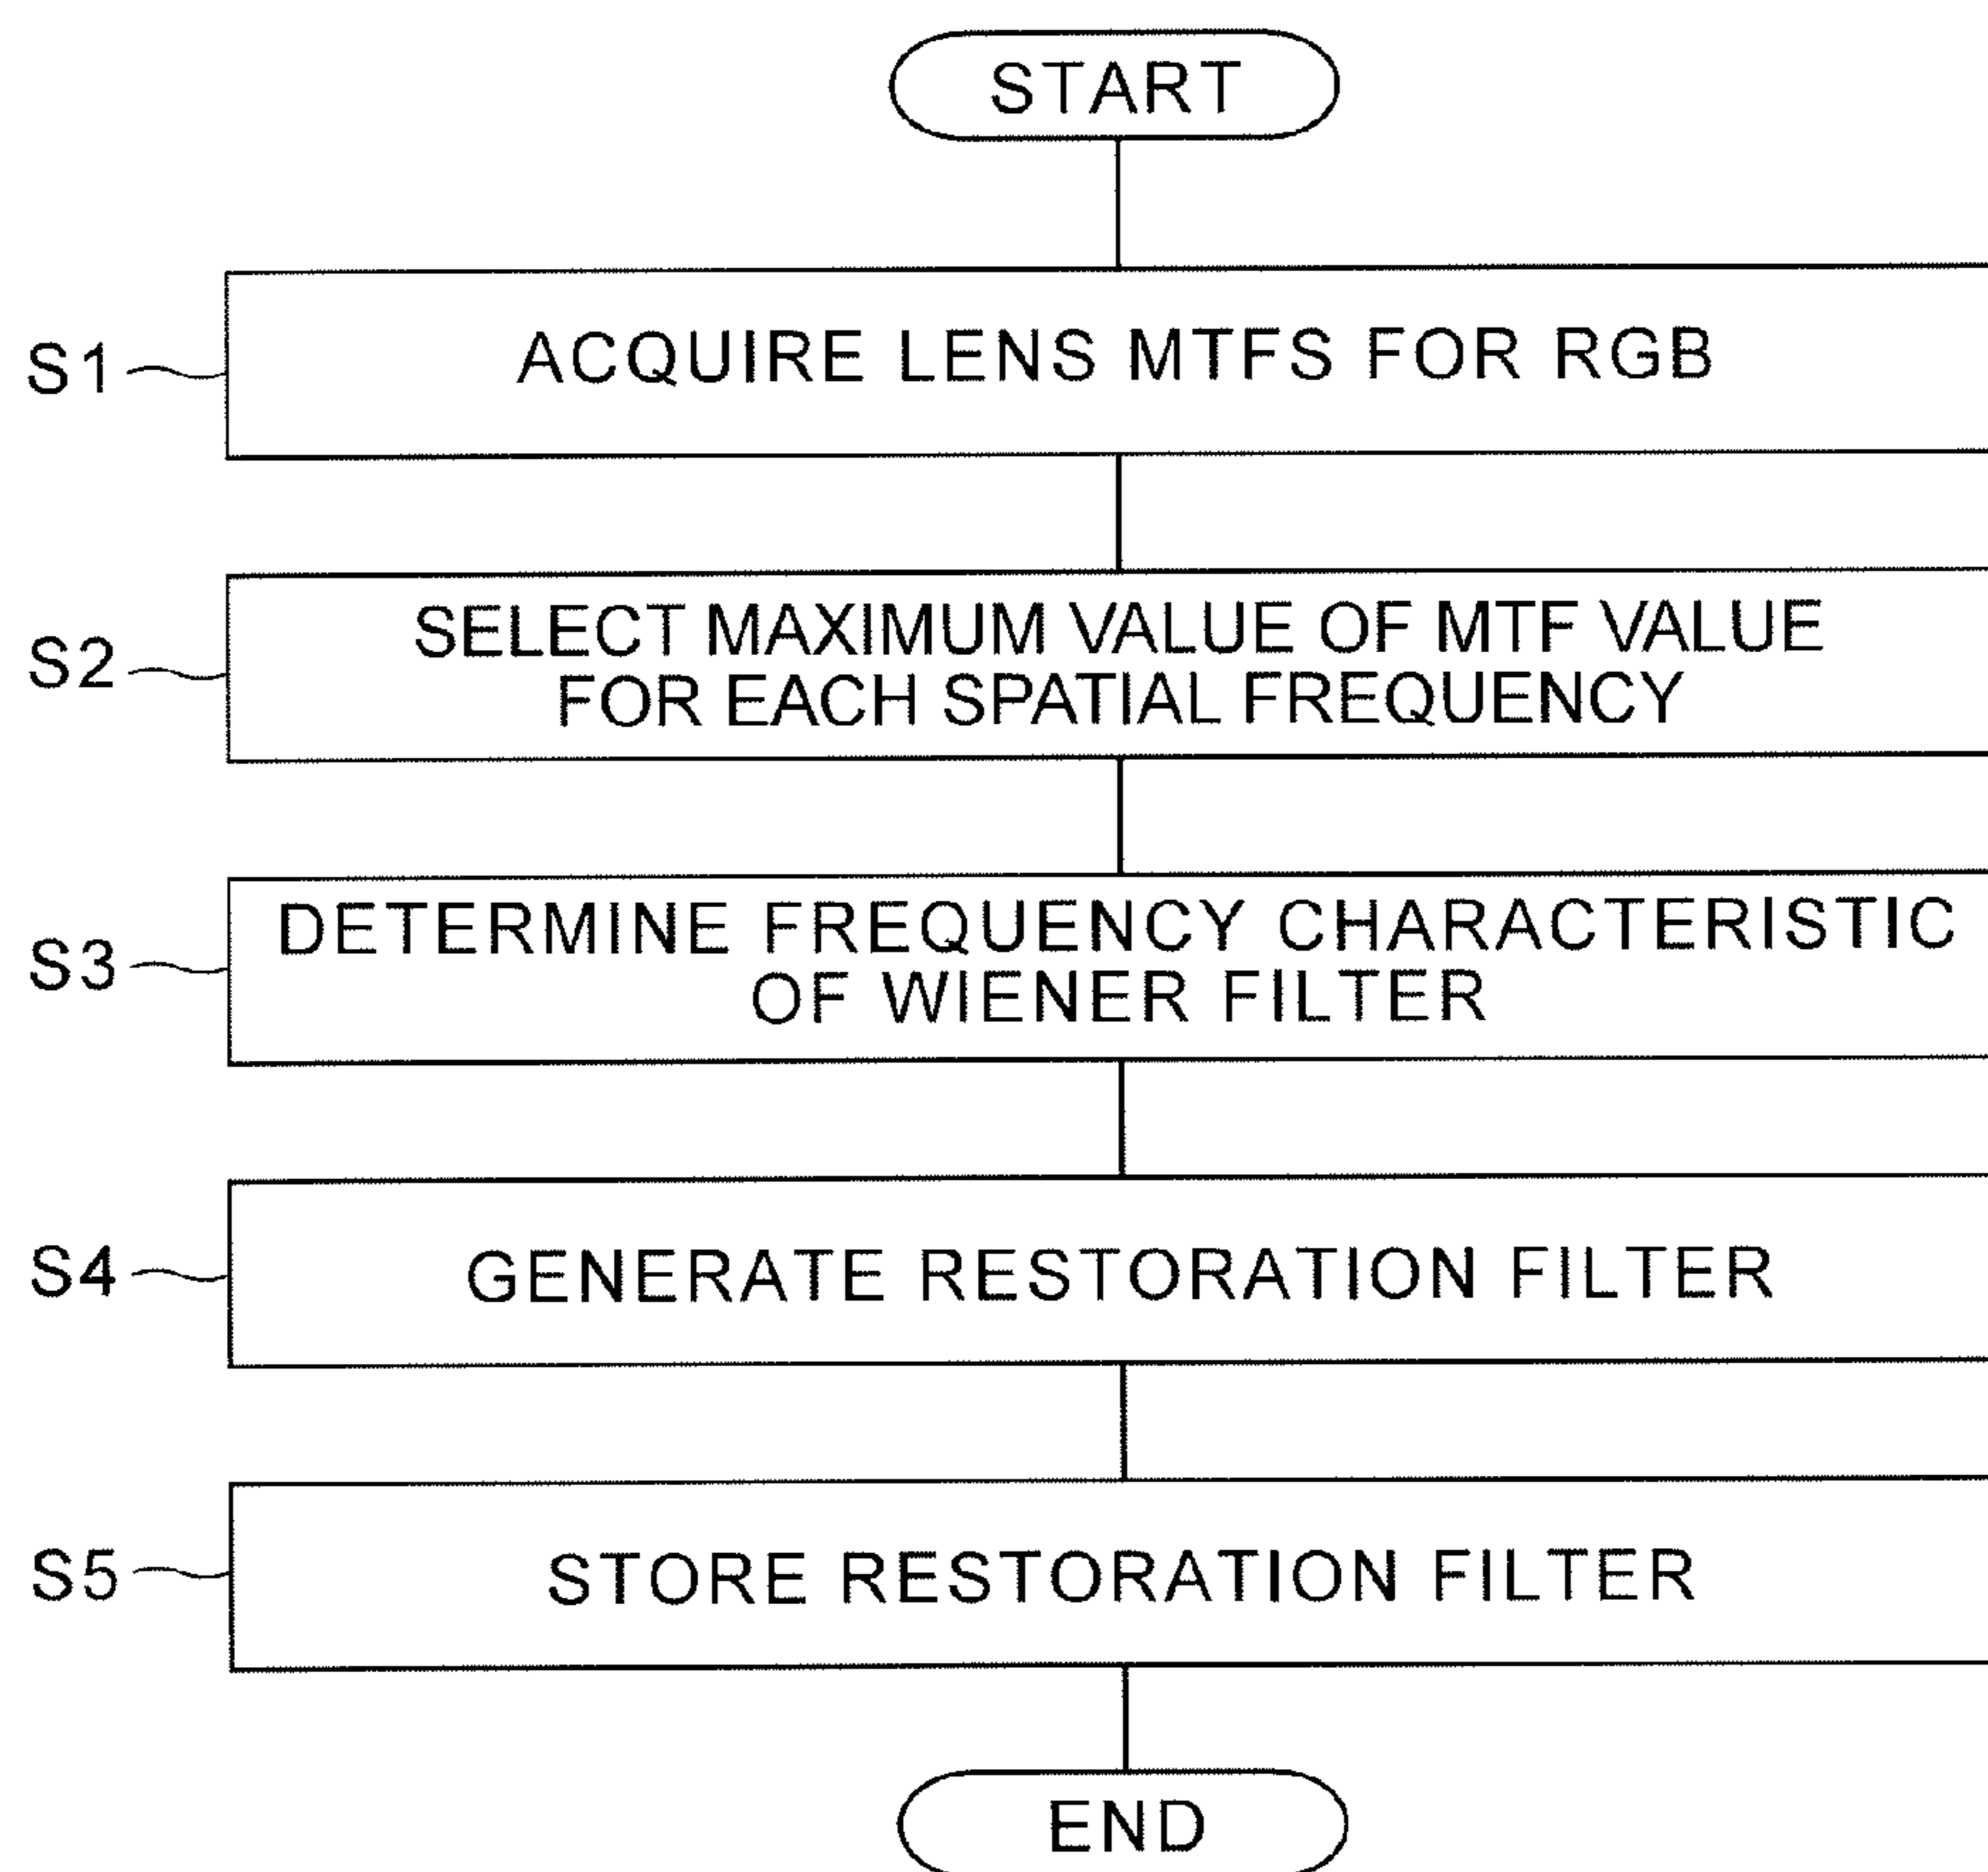 START
S1
ACQUIRE LENS MTFS FOR RGB
S2
SELECT MAXIMUM VALUE OF MTF VALUE
FOR EACH SPATIAL FREQUENCY
S3
DETERMINE FREQUENCY CHARACTERISTIC
OF WIENER FILTER
S4
GENERATE RESTORATION FILTER
S5
STORE RESTORATION FILTER
END